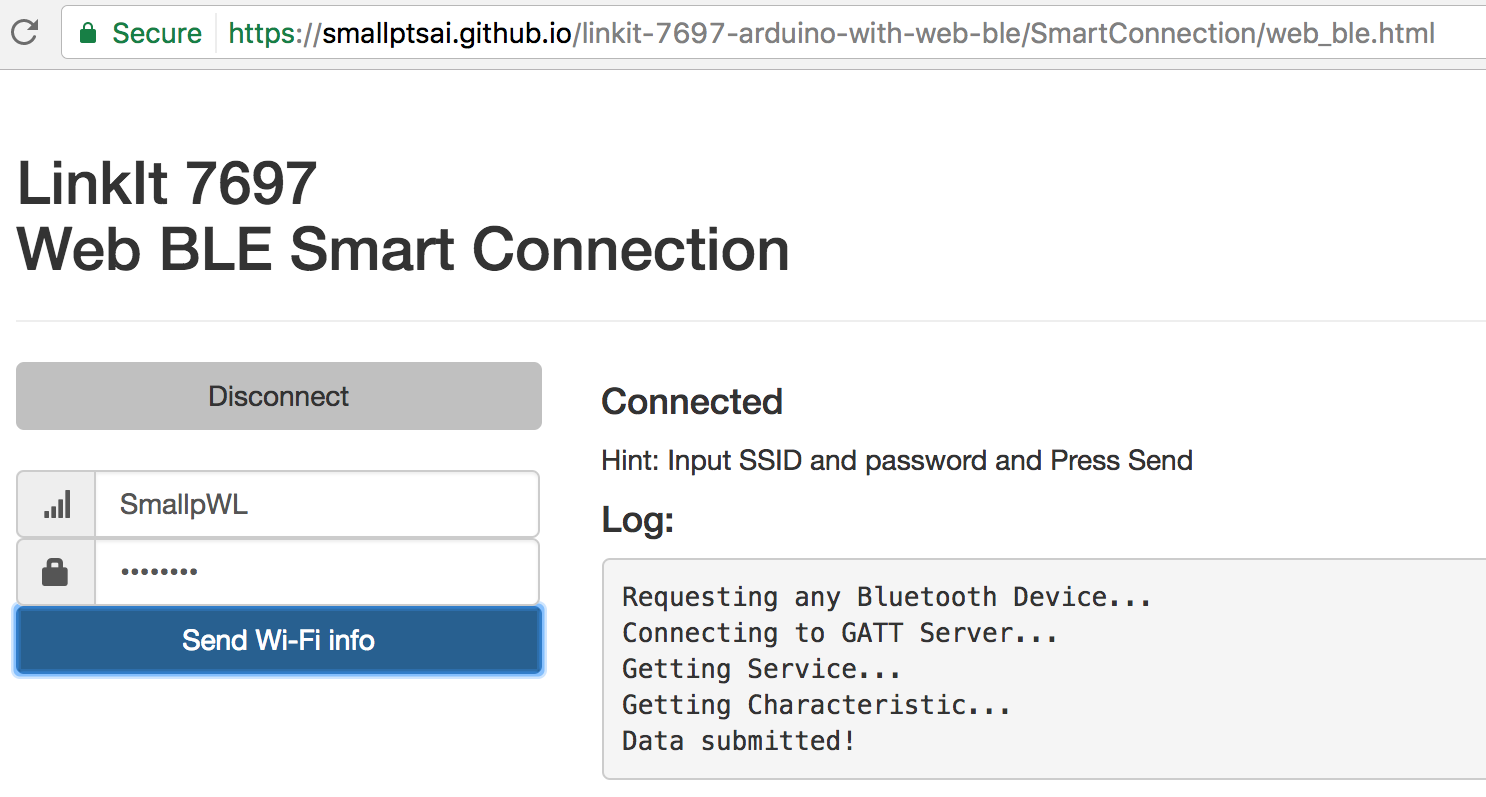 Secure https://smallptsai.github.io/linkit-7697-arduino-with-web-ble/SmartConnection/web_ble.html
LinkIt 7697
Web BLE Smart Connection
Disconnect
SmallpWL
••••••••
Send Wi-Fi info
Connected
Hint: Input SSID and password and Press Send
Log:
Requesting any Bluetooth Device...
Connecting to GATT Server...
Getting Service...
Getting Characteristic...
Data submitted!